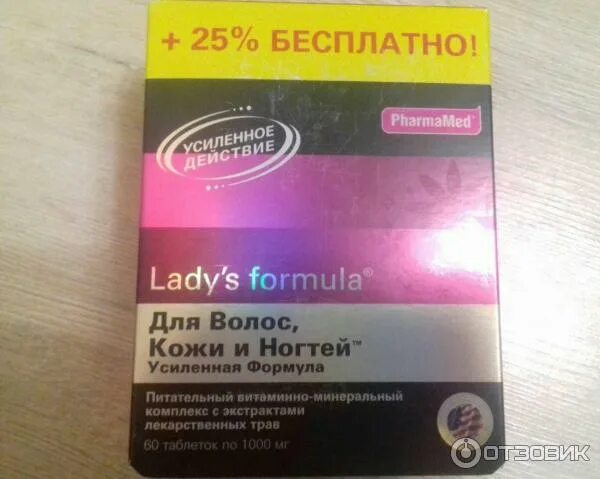 + 25% БЕСПЛАТНО!
PharmaMed®
УСИЛЕННОЕ
ДЕЙСТВИЕ
Lady's formula®
Для Волос,
Кожи и Ногтей™
Усиленная Формула
Питательный витаминно-минеральный
комплекс с экстрактами
лекарственных трав
60 таблеток по 1000 мг
ОТЗОВИК